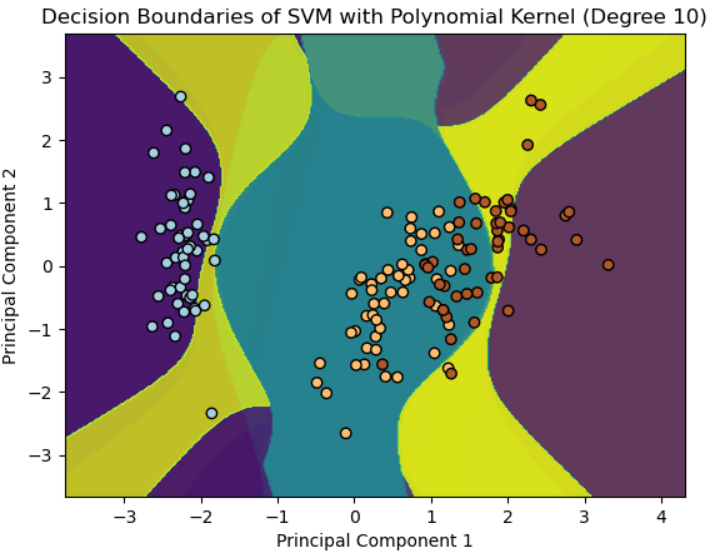 Decision Boundaries of SVM with Polynomial Kernel (Degree 10)
3
2
1
0
−1
−2
−3
Principal Component 2
−3 −2 −1 0 1 2 3 4
Principal Component 1